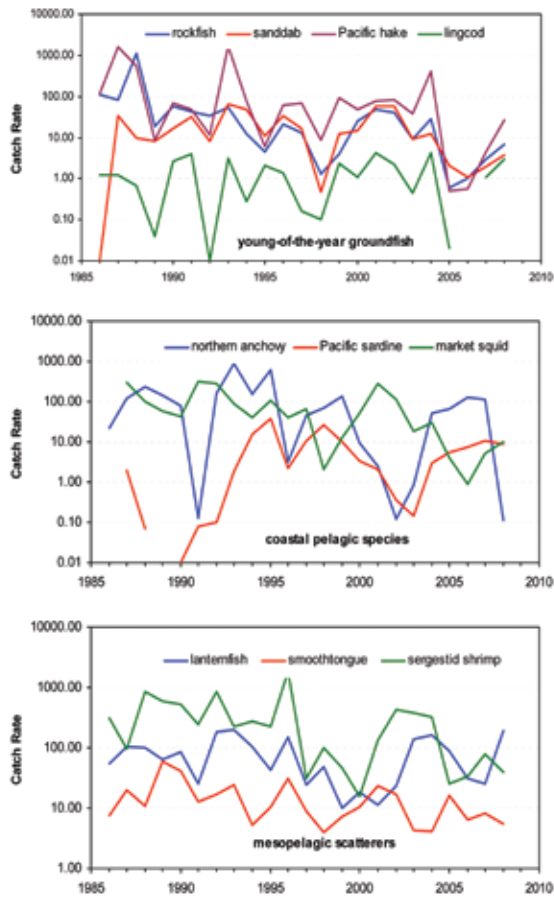 10000.00
rockfish sanddab Pacific hake lingcod
1000.00
100.00
10.00
1.00
0.10
0.01
Catch Rate
young-of-the-year groundfish
1985 1990 1995 2000 2005 2010
10000.00
northern anchovy Pacific sardine market squid
1000.00
100.00
10.00
1.00
0.10
0.01
Catch Rate
coastal pelagic species
1985 1990 1995 2000 2005 2010
10000.00
lanternfish smoothtongue sergestid shrimp
1000.00
100.00
10.00
1.00
Catch Rate
mesopelagic scatterers
1985 1990 1995 2000 2005 2010